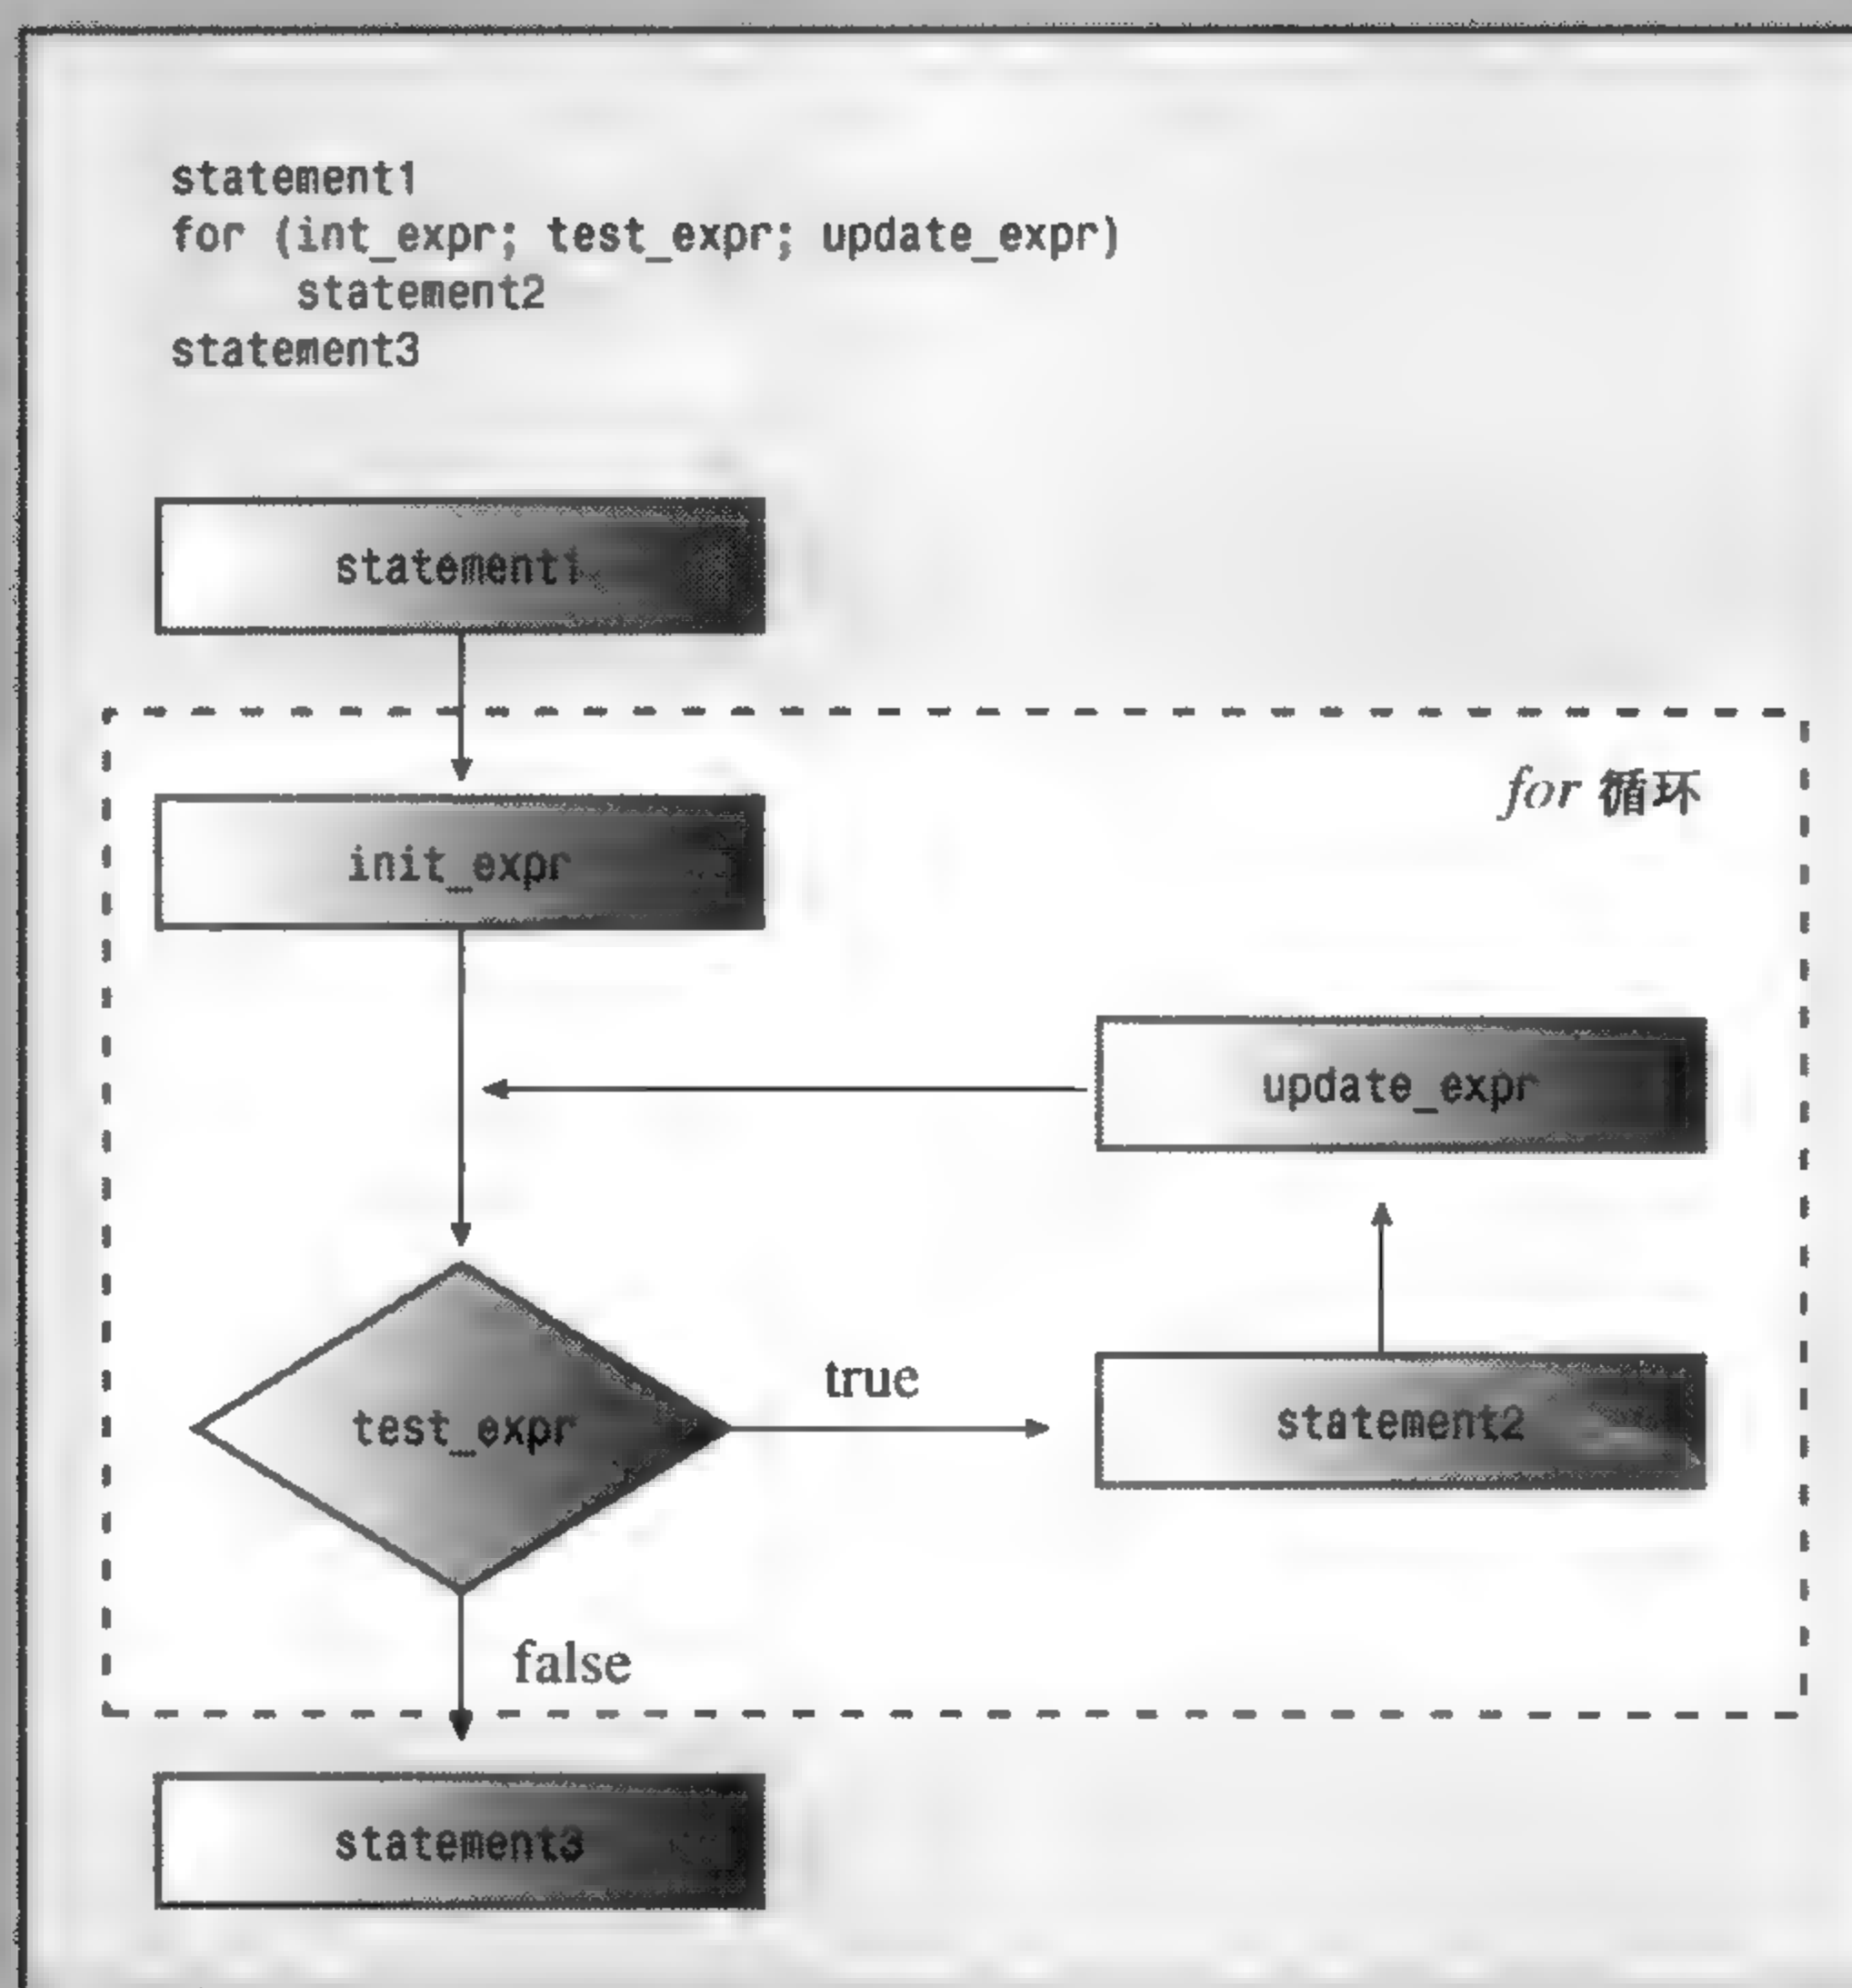 statement1
for (int_expr; test_expr; update_expr)
statement2
statement3
statement1
for 循环
init_expr
update_expr
true
test_expr
statement2
false
statement3